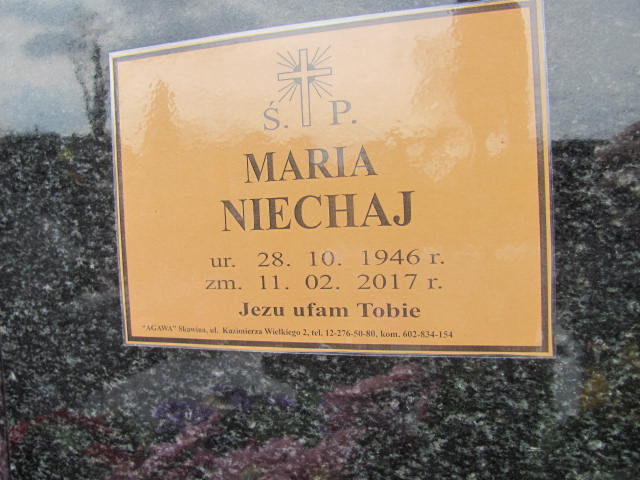 Ś. P.
MARIA
NIECHAJ
ur. 28. 10. 1946 r.
zm. 11. 02. 2017 r.
Jezu ufam Tobie
"AGAWA" Skawina, ul. Kazimierza Wielkiego 2, tel. 12-276-50-80, kom. 602-834-154